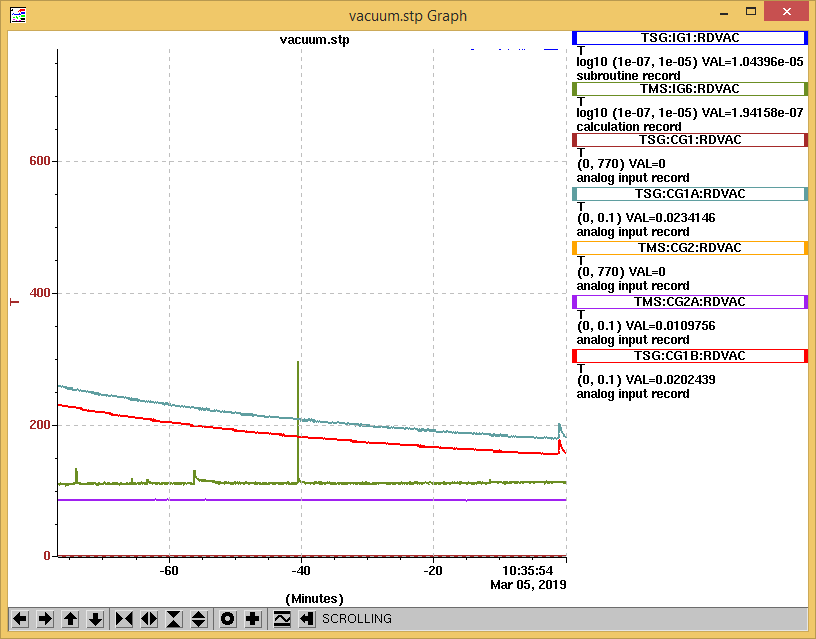 vacuum.stp Graph
vacuum.stp
T
600
400
200
0
-60
-40
-20
10:35:54
Mar 05, 2019
(Minutes)
TSG:IG1:RDVAC
T
log10 (1e-07, 1e-05) VAL=1.04396e-05
subroutine record
TMS:IG6:RDVAC
T
log10 (1e-07, 1e-05) VAL=1.94158e-07
calculation record
TSG:CG1:RDVAC
T
(0, 770) VAL=0
analog input record
TSG:CG1A:RDVAC
T
(0, 0.1) VAL=0.0234146
analog input record
TMS:CG2:RDVAC
T
(0, 770) VAL=0
analog input record
TMS:CG2A:RDVAC
T
(0, 0.1) VAL=0.0109756
analog input record
TSG:CG1B:RDVAC
T
(0, 0.1) VAL=0.0202439
analog input record
SCROLLING